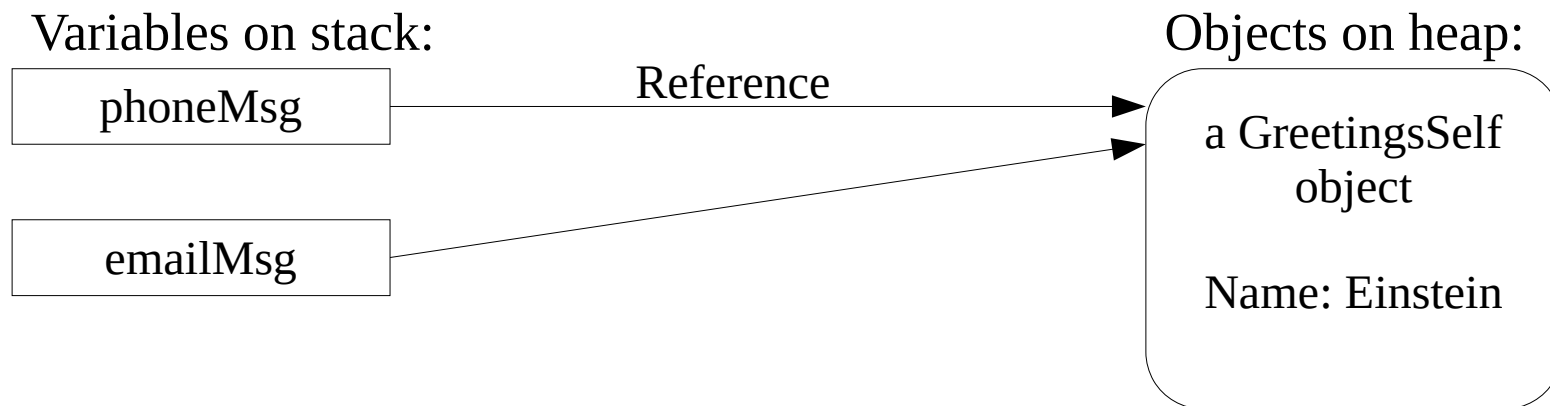 Variables on stack:
Objects on heap:
phoneMsg
Reference
a GreetingsSelf
object
emailMsg
Name: Einstein